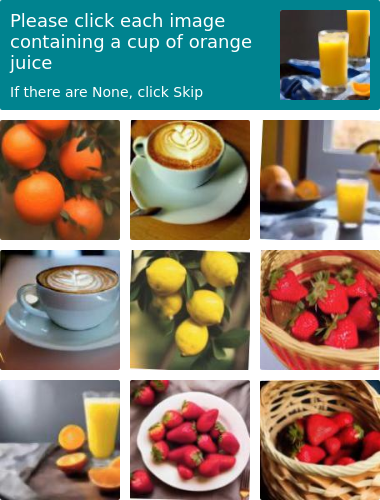 Please click each image
containing a cup of orange
juice
If there are None, click Skip